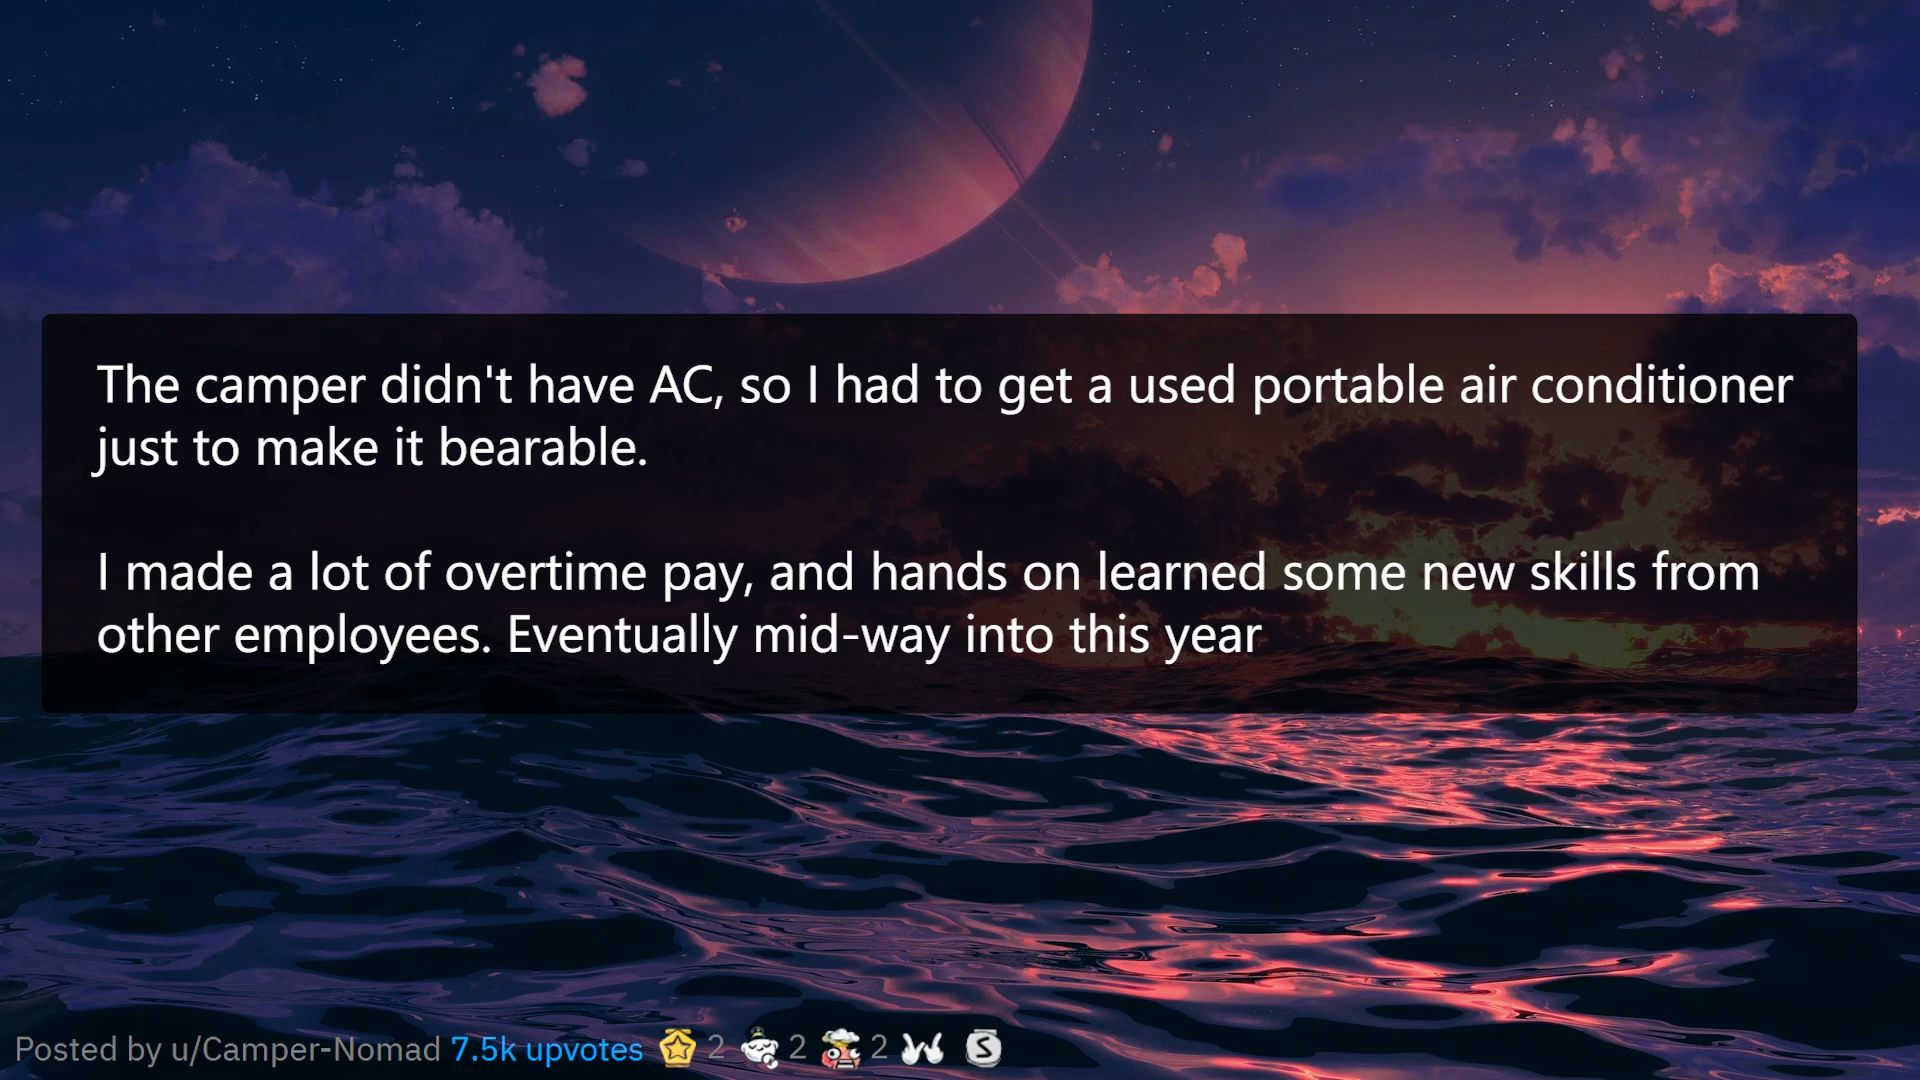 The camper didn't have AC, so I had to get a used portable air conditioner
just to make it bearable.
I made a lot of overtime pay, and hands on learned some new skills from
other employees. Eventually mid-way into this year
Posted by u/Camper-Nomad 7.5k upvotes 2 2 2 S